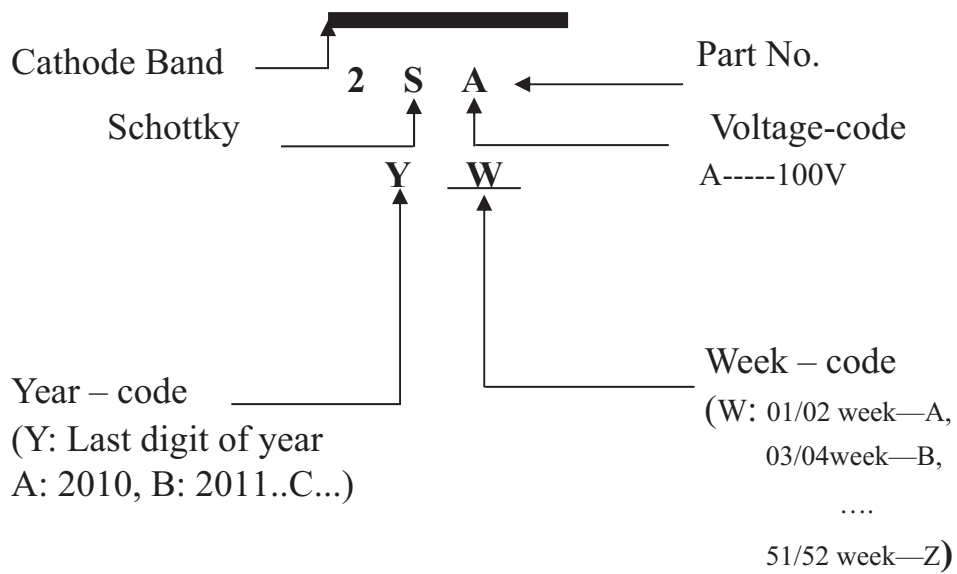 Cathode Band
Part No.
2 S A
Schottky
Voltage-code
A-----100V
Y W
Year – code
(Y: Last digit of year
A: 2010, B: 2011..C...)
Week – code
(W: 01/02 week—A,
03/04week—B,
....
51/52 week—Z)